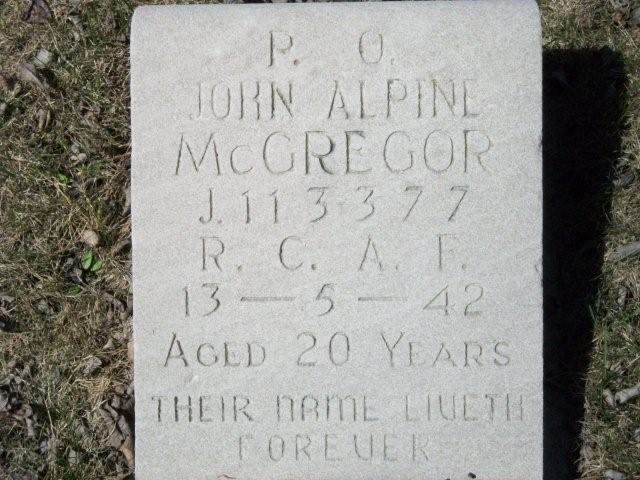 P. O.
JOHN ALPINE
McGREGOR
J.113377
R. C. A. F.
13 — 5 — 42
AGED 20 YEARS
THEIR NAME LIVETH
FOREVER